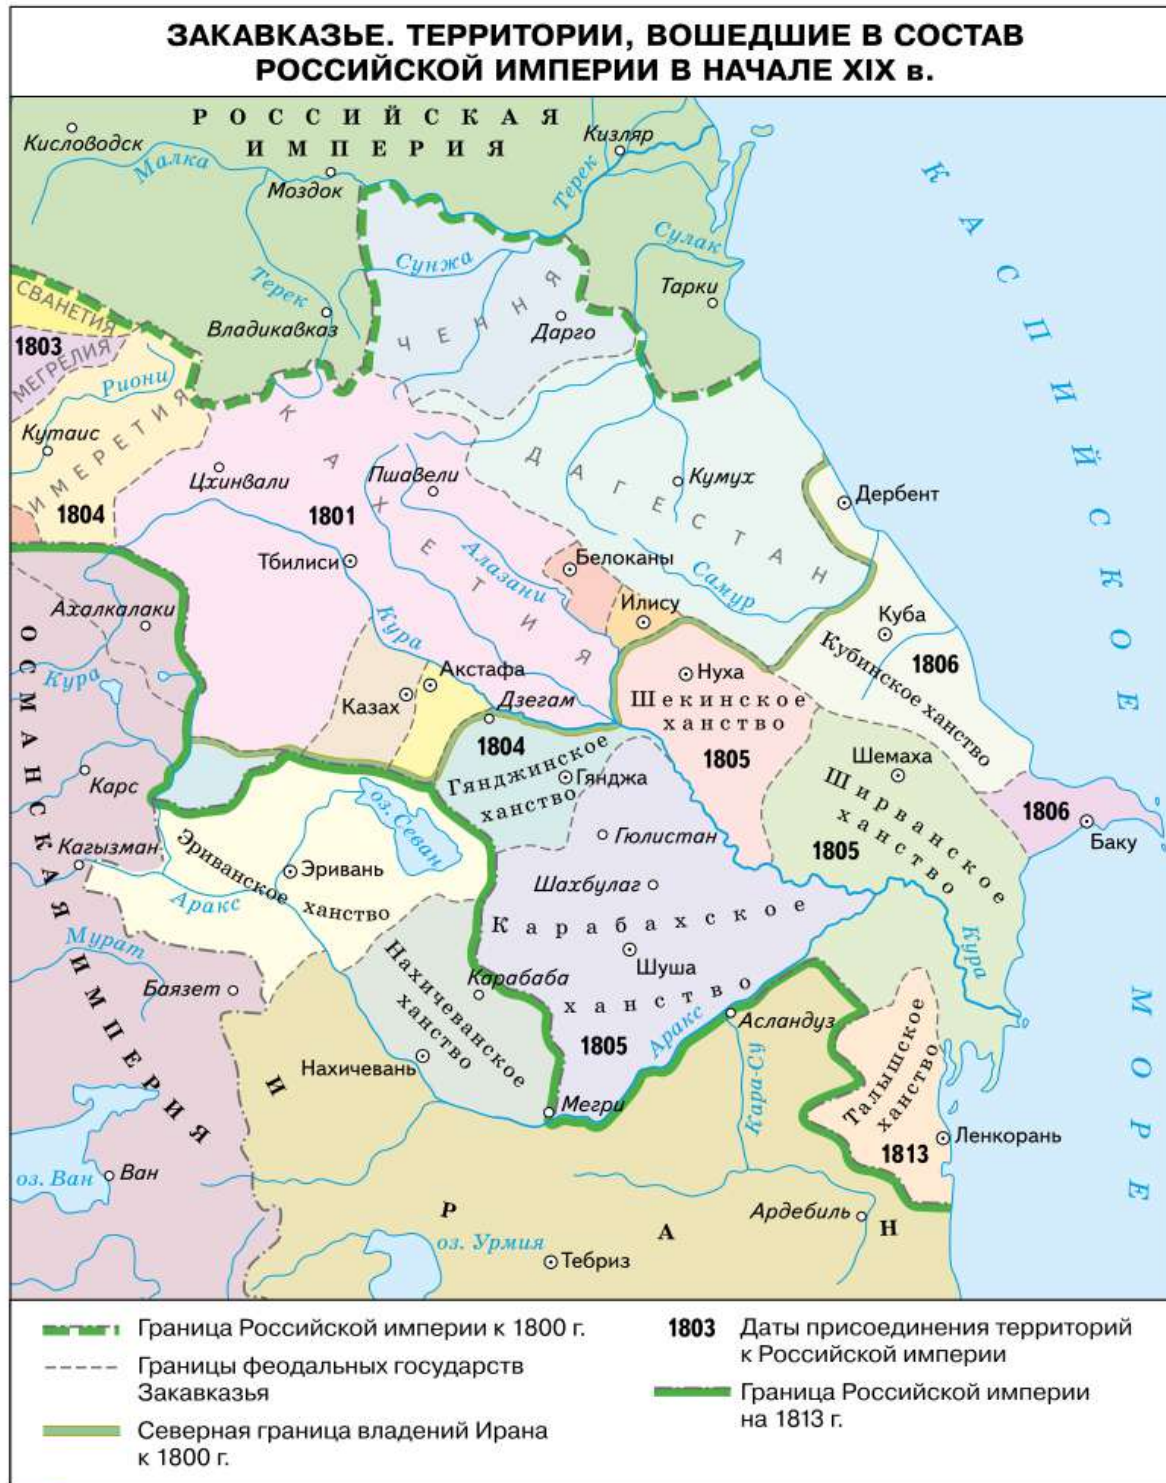 ЗАКАВКАЗЬЕ. ТЕРРИТОРИИ, ВОШЕДШИЕ В СОСТАВ
РОССИЙСКОЙ ИМПЕРИИ В НАЧАЛЕ XIX в.
РОССИЙСКАЯ
ИМПЕРИЯ
Кисловодск
Малка
Моздок
Кизляр
Терек
КАСПИЙСКОЕ МОРЕ
Сунжа
Сулак
Тарки
Терек
Владикавказ
ЧЕЧНЯ
Дарго
СВАНЕТИЯ
1803
МЕГРЕЛИЯ
Риони
ИМЕРЕТИЯ
Кутаис
1804
КАХЕТИЯ
Цхинвали
Пшавели
1801
Тбилиси
Алазани
ДАГЕСТАН
Кумух
Дербент
Белоканы
Самур
Илису
Куба
Кубинское ханство
1806
Ахалкалаки
Кура
ОСМАНСКАЯ ИМПЕРИЯ
Кура
Акстафа
Казах
Дзегам
Нуха
Шекинское
ханство
1805
1804
Гянджинское
ханство
Гянджа
Шемаха
Ширванское
ханство
1805
1806
Баку
Карс
Кагызман
оз. Севан
Эриванское ханство
Эривань
Аракс
Гюлистан
Шахбулаг
Карабахское
ханство
Шуша
1805
Кура
Мурат
Баязет
Нахичеванское
ханство
Карабаба
Нахичевань
Аракс
Аслан­дуз
Мегри
Кара-Су
Талышское
ханство
1813
Ленкорань
оз. Ван
Ван
ИРАН
Ардебиль
оз. Урмия
Тебриз
Граница Российской империи к 1800 г.
Границы феодальных государств
Закавказья
Северная граница владений Ирана
к 1800 г.
1803 Даты присоединения территорий
к Российской империи
Граница Российской империи
на 1813 г.